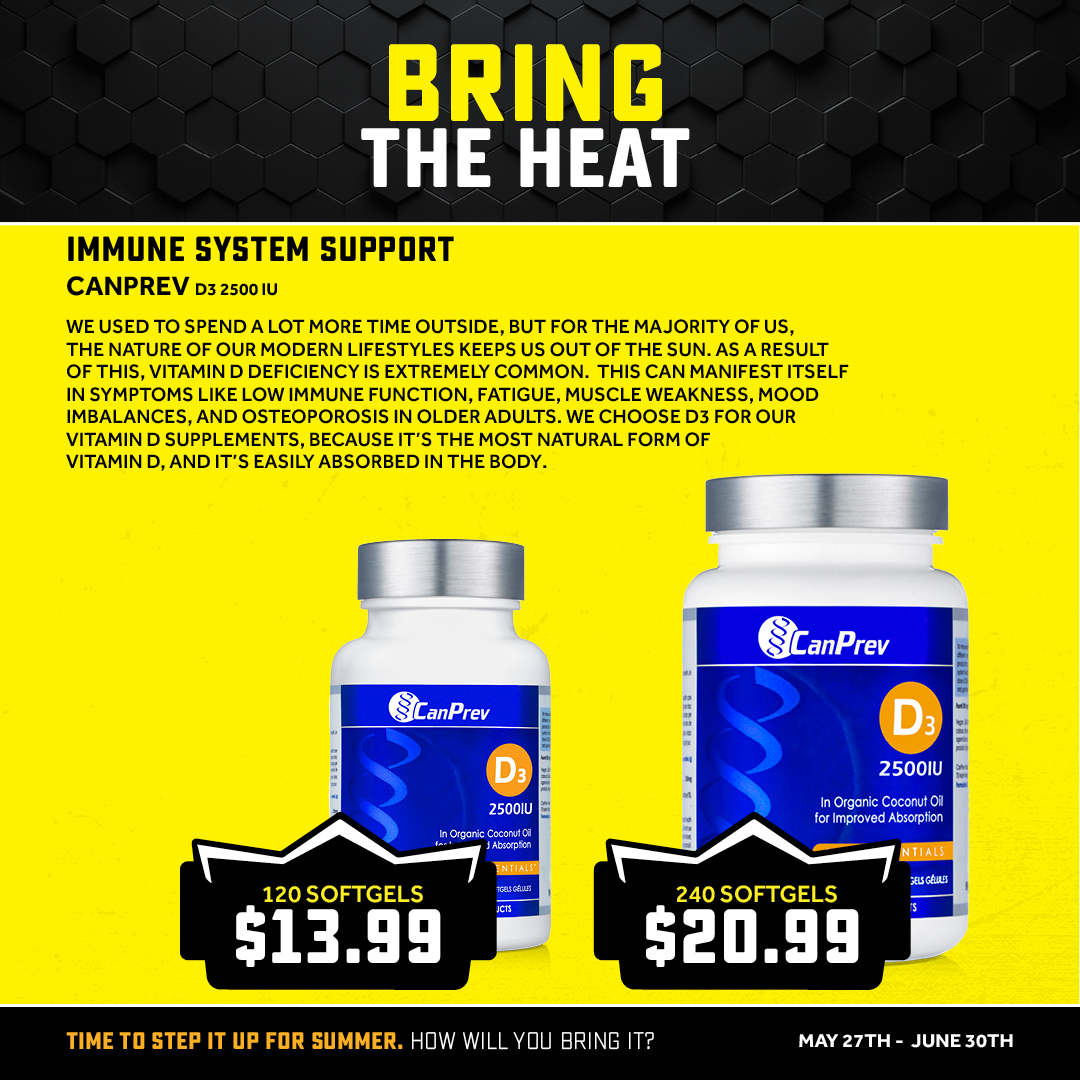 BRING
THE HEAT
IMMUNE SYSTEM SUPPORT
CANPREV D3 2500 IU
WE USED TO SPEND A LOT MORE TIME OUTSIDE, BUT FOR THE MAJORITY OF US,
THE NATURE OF OUR MODERN LIFESTYLES KEEPS US OUT OF THE SUN. AS A RESULT
OF THIS, VITAMIN D DEFICIENCY IS EXTREMELY COMMON. THIS CAN MANIFEST ITSELF
IN SYMPTOMS LIKE LOW IMMUNE FUNCTION, FATIGUE, MUSCLE WEAKNESS, MOOD
IMBALANCES, AND OSTEOPOROSIS IN OLDER ADULTS. WE CHOOSE D3 FOR OUR
VITAMIN D SUPPLEMENTS, BECAUSE IT'S THE MOST NATURAL FORM OF
VITAMIN D, AND IT'S EASILY ABSORBED IN THE BODY.
CanPrev
D3
2500IU
In Organic Coconut Oil
Absorption
GÉLULES
120 SOFTGELS
$13.99
CanPrev
D3
2500IU
In Organic Coconut Oil
for Improved Absorption
GÉLULES
240 SOFTGELS
$20.99
TIME TO STEP IT UP FOR SUMMER. HOW WILL YOU BRING IT?
MAY 27TH - JUNE 30TH